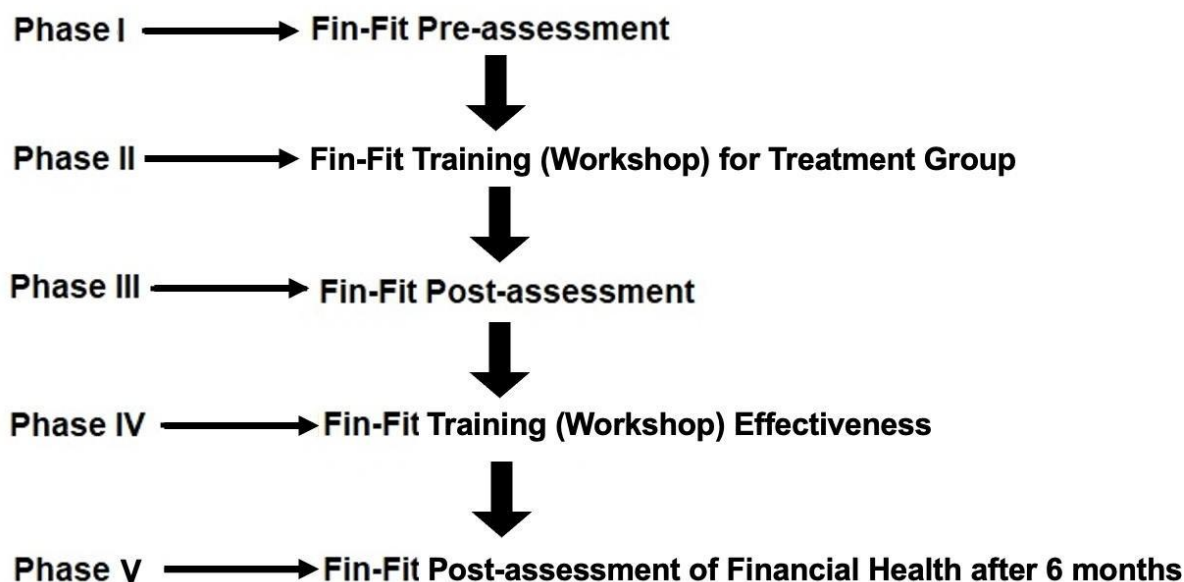 Phase I Fin-Fit Pre-assessment
Phase II Fin-Fit Training (Workshop) for Treatment Group
Phase III Fin-Fit Post-assessment
Phase IV Fin-Fit Training (Workshop) Effectiveness
Phase V Fin-Fit Post-assessment of Financial Health after 6 months